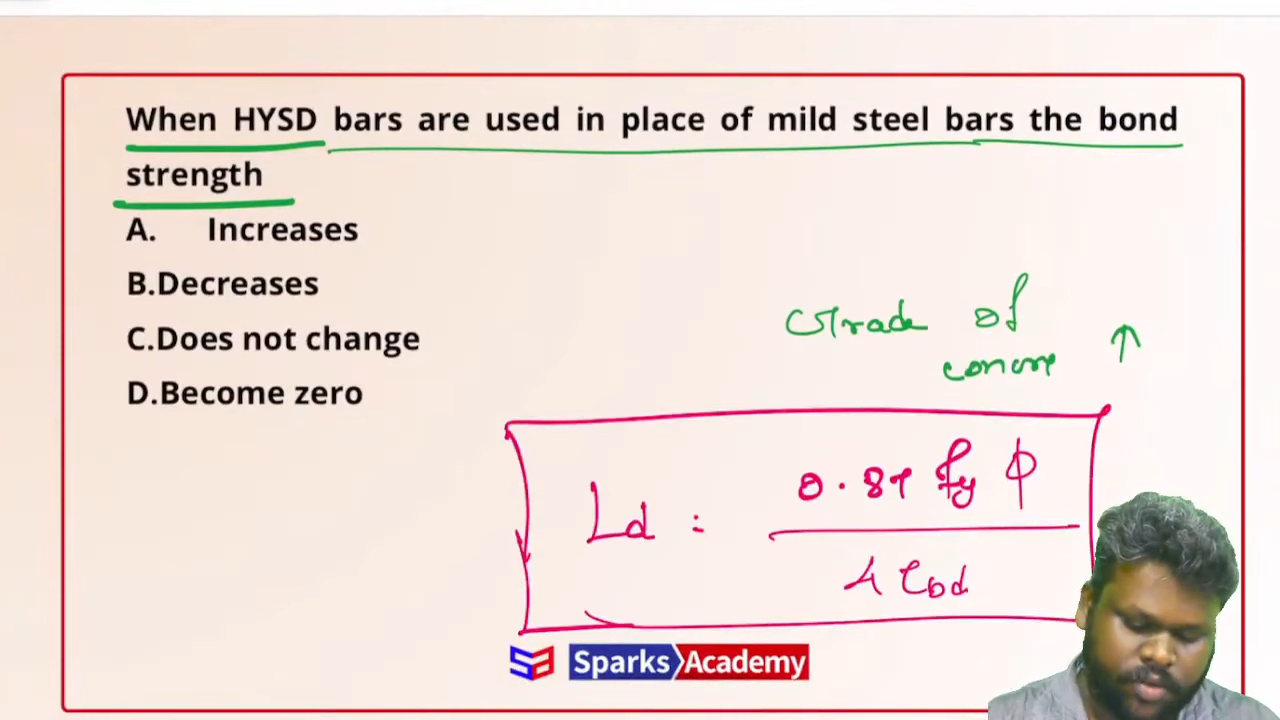 When HYSD bars are used in place of mild steel bars the bond
strength
A. Increases
B.Decreases
C.Does not change
D.Become zero
Grade of
↑
Ld = 0.87 fy φ
4 τbd
Sparks Academy